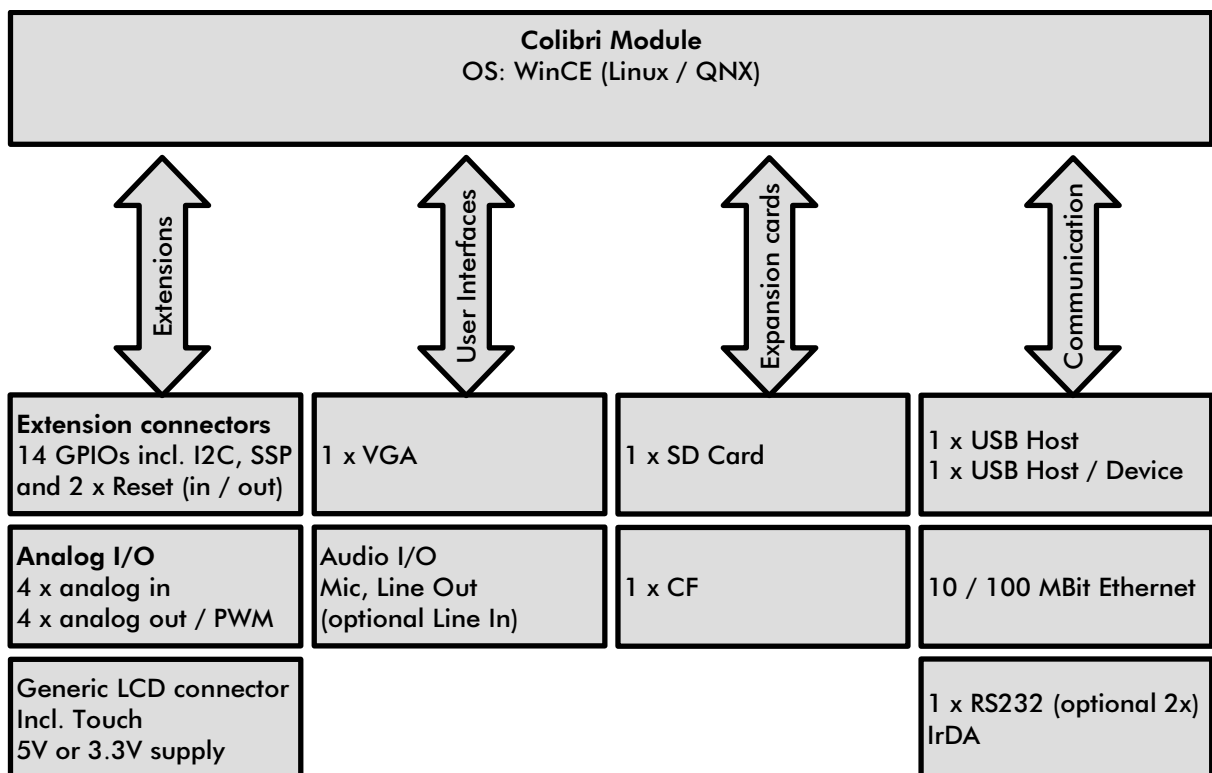 Colibri Module
OS: WinCE (Linux / QNX)
Extensions
User Interfaces
Expansion cards
Communication
Extension connectors
14 GPIOs incl. I2C, SSP
and 2 x Reset (in / out)
1 x VGA
1 x SD Card
1 x USB Host
1 x USB Host / Device
Analog I/O
4 x analog in
4 x analog out / PWM
Audio I/O
Mic, Line Out
(optional Line In)
1 x CF
10 / 100 MBit Ethernet
Generic LCD connector
Incl. Touch
5V or 3.3V supply
1 x RS232 (optional 2x)
IrDA